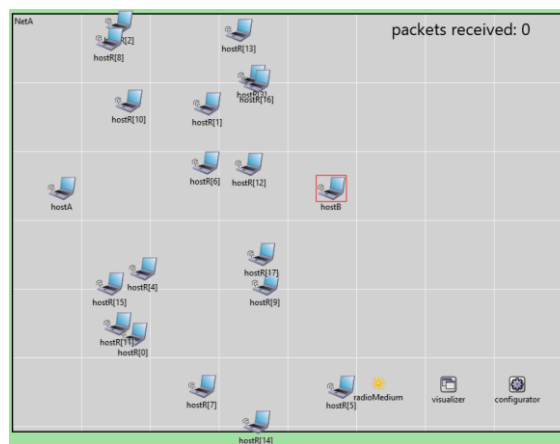 NetA
packets received: 0
hostR[2]
hostR[8]
hostR[13]
hostR[16]
hostR[10]
hostR[1]
hostR[6]
hostR[12]
hostA
hostB
hostR[17]
hostR[4]
hostR[15]
hostR[9]
hostR[11]
hostR[0]
hostR[7]
hostR[5]
radioMedium
visualizer
configurator
hostR[14]